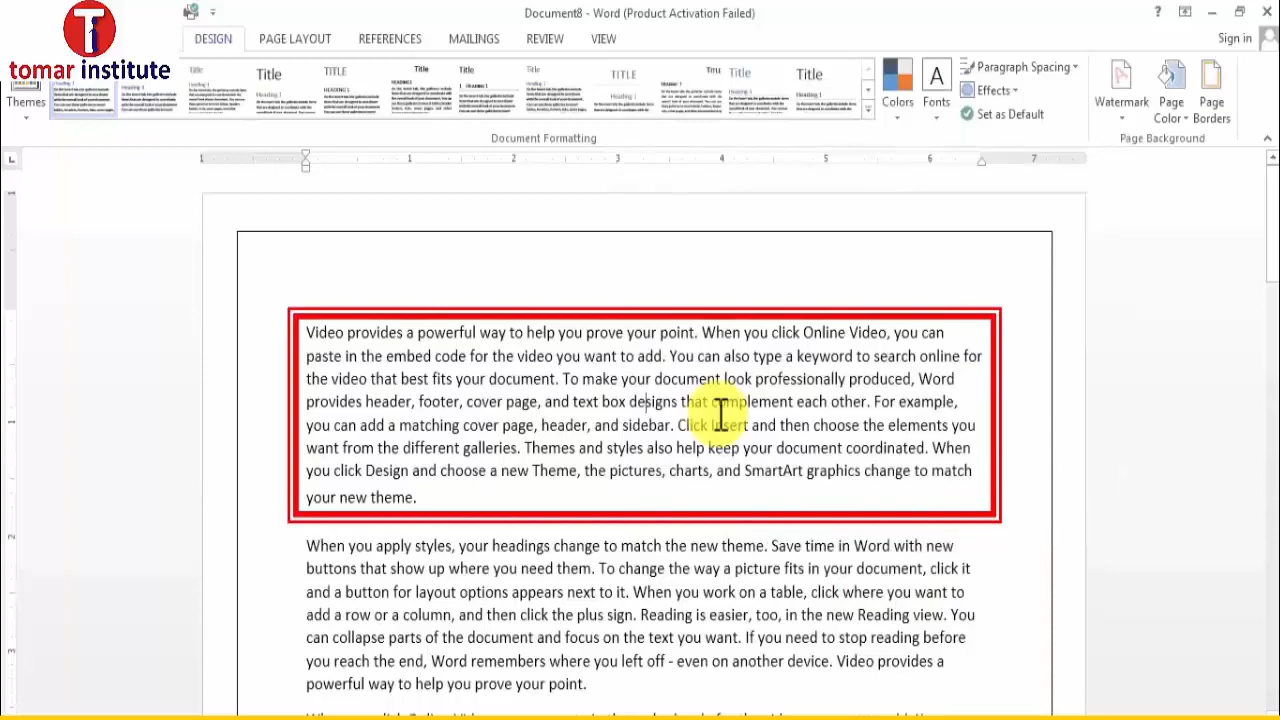 Document8 - Word (Product Activation Failed)
tomar institute
DESIGN PAGE LAYOUT REFERENCES MAILINGS REVIEW VIEW
Sign in
Themes
Title TITLE Title Title Title TITLE Title Title Title
Colors
Fonts
Paragraph Spacing
Effects
Set as Default
Watermark
Page Color
Page Borders
Document Formatting
Page Background
1 1 2 3 4 5 6 7
Video provides a powerful way to help you prove your point. When you click Online Video, you can
paste in the embed code for the video you want to add. You can also type a keyword to search online for
the video that best fits your document. To make your document look professionally produced, Word
provides header, footer, cover page, and text box designs that complement each other. For example,
you can add a matching cover page, header, and sidebar. Click Insert and then choose the elements you
want from the different galleries. Themes and styles also help keep your document coordinated. When
you click Design and choose a new Theme, the pictures, charts, and SmartArt graphics change to match
your new theme.
When you apply styles, your headings change to match the new theme. Save time in Word with new
buttons that show up where you need them. To change the way a picture fits in your document, click it
and a button for layout options appears next to it. When you work on a table, click where you want to
add a row or a column, and then click the plus sign. Reading is easier, too, in the new Reading view. You
can collapse parts of the document and focus on the text you want. If you need to stop reading before
you reach the end, Word remembers where you left off - even on another device. Video provides a
powerful way to help you prove your point.